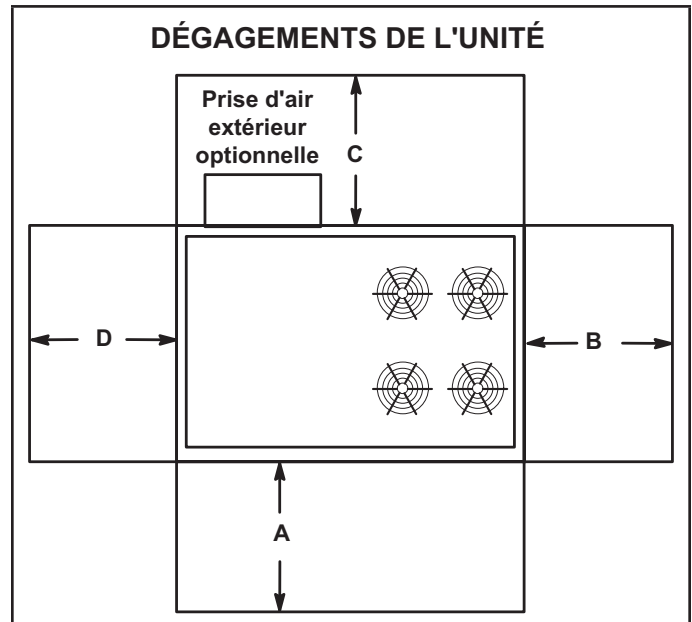 DÉGAGEMENTS DE L'UNITÉ
Prise d'air
extérieur
optionnelle
C
D
B
A